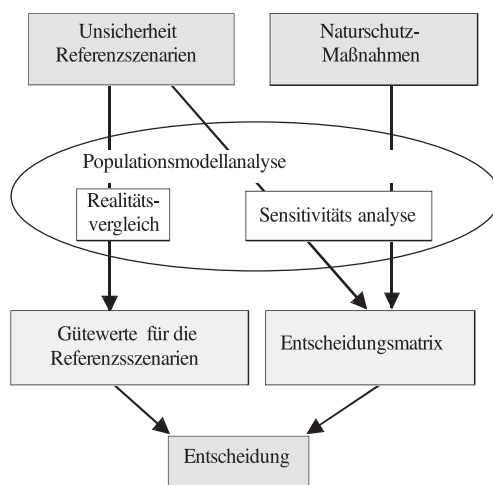 Unsicherheit
Referenzszenarien
Naturschutz-
Maßnahmen
Populationsmodellanalyse
Realitäts-
vergleich
Sensitivitäts analyse
Gütewerte für die
Referenzsszenarien
Entscheidungsmatrix
Entscheidung